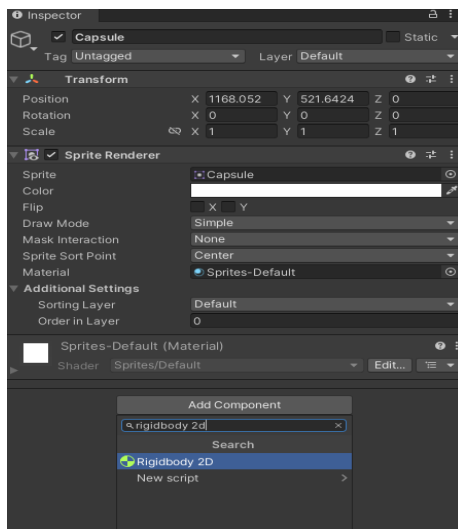 Inspector
Capsule Static
Tag Untagged Layer Default
Transform
Position X 1168.052 Y 521.6424 Z 0
Rotation X 0 Y 0 Z 0
Scale X 1 Y 1 Z 1
Sprite Renderer
Sprite Capsule
Color
Flip X Y
Draw Mode Simple
Mask Interaction None
Sprite Sort Point Center
Material Sprites-Default
Additional Settings
Sorting Layer Default
Order in Layer 0
Sprites-Default (Material)
Shader Sprites/Default Edit...
Add Component
rigidbody 2d
Search
Rigidbody 2D
New script